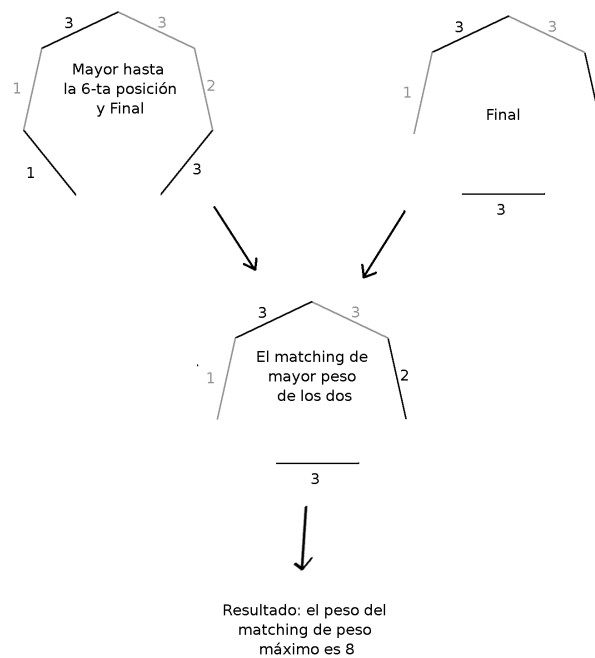 3
3
Mayor hasta
la 6-ta posición
y Final
1
2
1
3
3
3
1
Final
3
3
3
El matching de
mayor peso
de los dos
1
2
3
Resultado: el peso del
matching de peso
máximo es 8